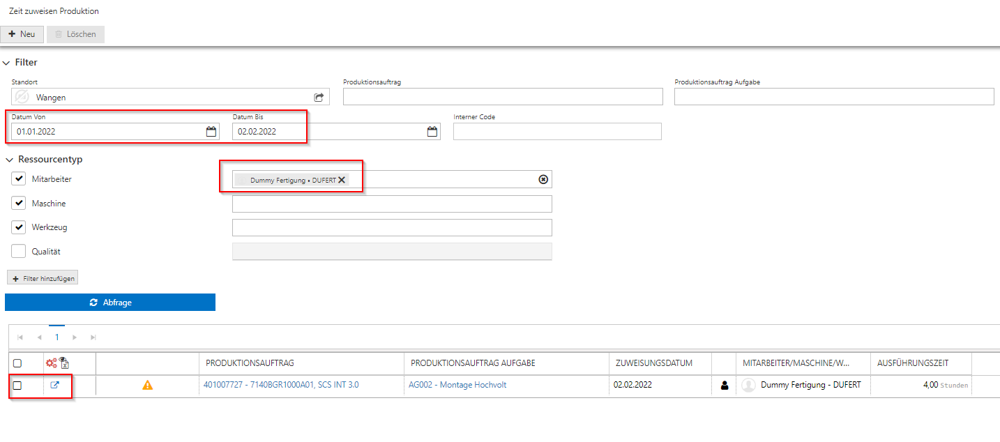 Zeit zuweisen Produktion
Neu Löschen
Filter
Standort Produktionsauftrag Produktionsauftrag Aufgabe
Wangen
Datum Von Datum Bis Interner Code
01.01.2022 02.02.2022
Ressourcentyp
Mitarbeiter Dummy Fertigung • DUFERT
Maschine
Werkzeug
Qualität
Filter hinzufügen
Abfrage
1
PRODUKTIONSAUFTRAG PRODUKTIONSAUFTRAG AUFGABE ZUWEISUNGSDATUM MITARBEITER/MASCHINE/W... AUSFÜHRUNGSZEIT
401007727 - 7140BGR1000A01, SCS INT 3.0 AG002 - Montage Hochvolt 02.02.2022 Dummy Fertigung - DUFERT 4,00 Stunden